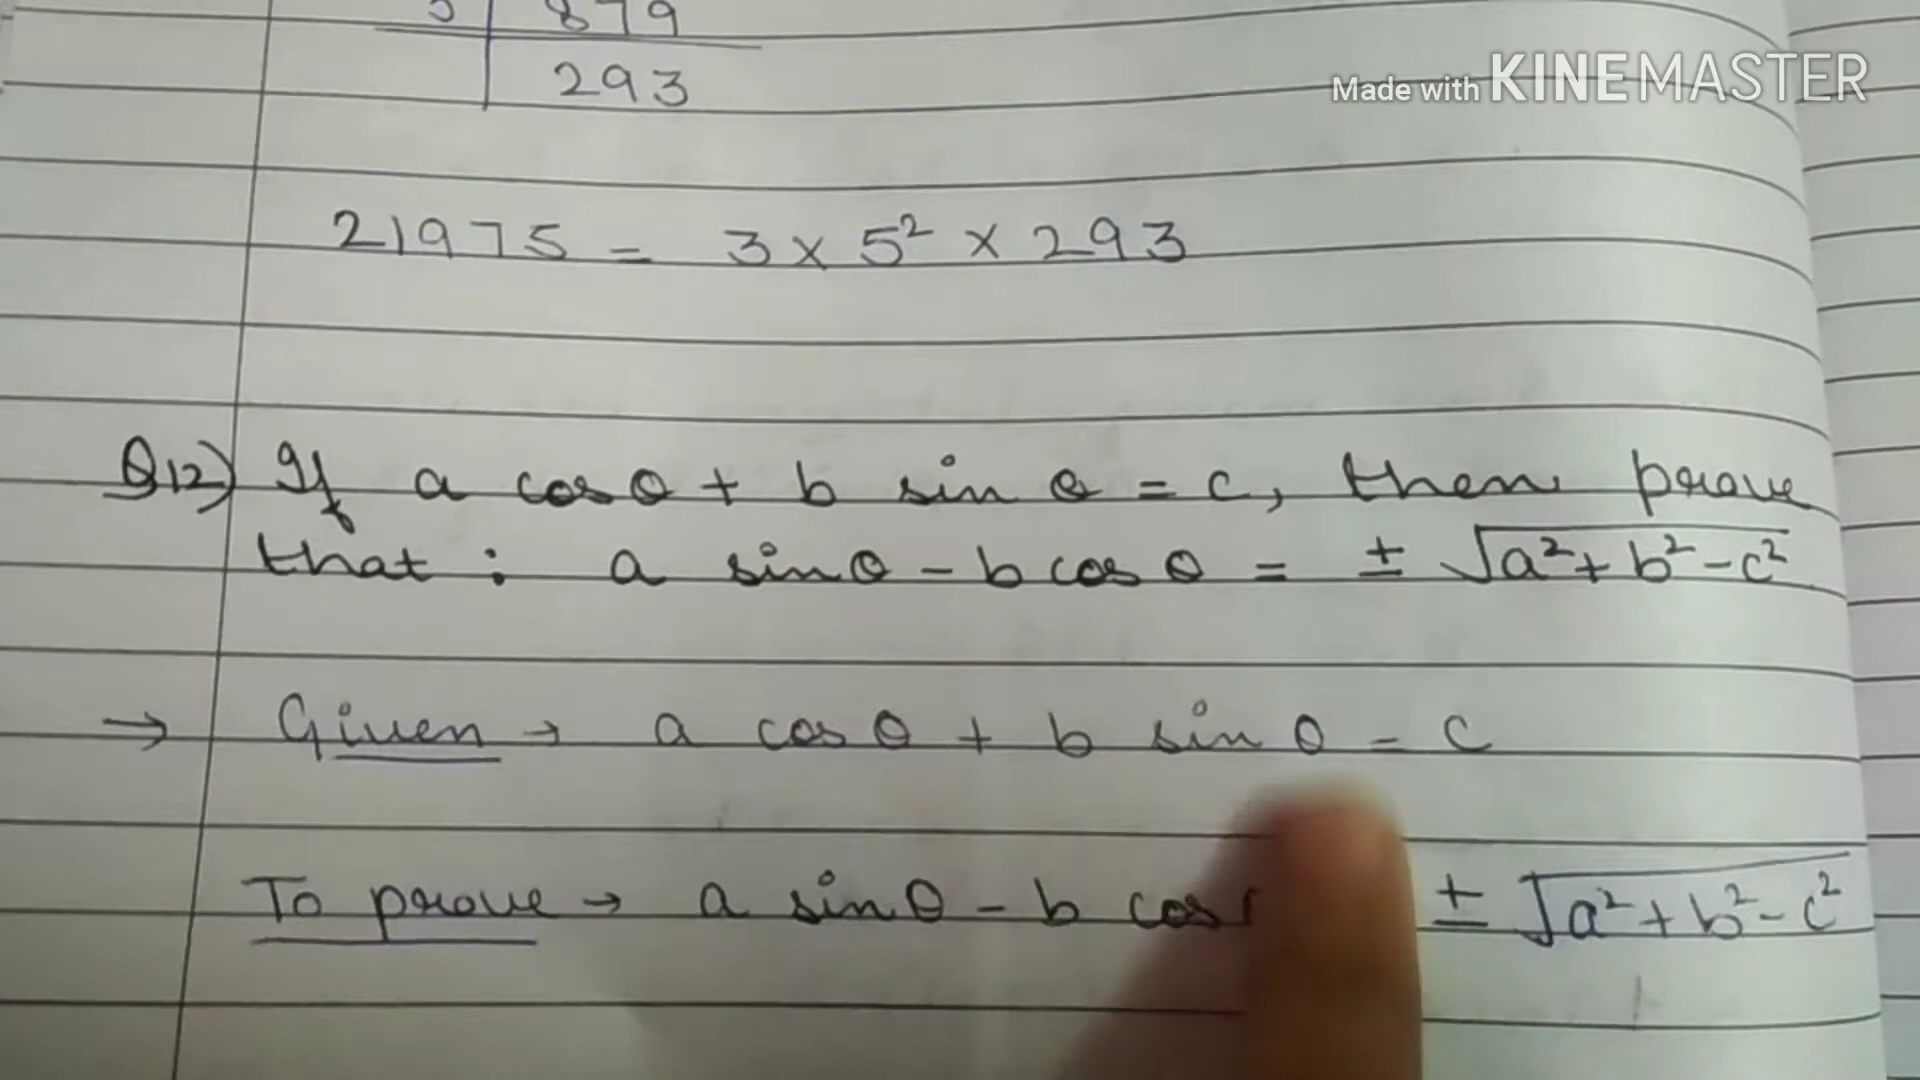 879
293
Made with KINEMASTER
21975 = 3 × 5² × 293
Q12) If a cos θ + b sin θ = c, then prove
that : a sin θ - b cos θ = ± √a² + b² - c²
→ Given → a cos θ + b sin θ = c
To prove → a sin θ - b cos ± √a² + b² - c²